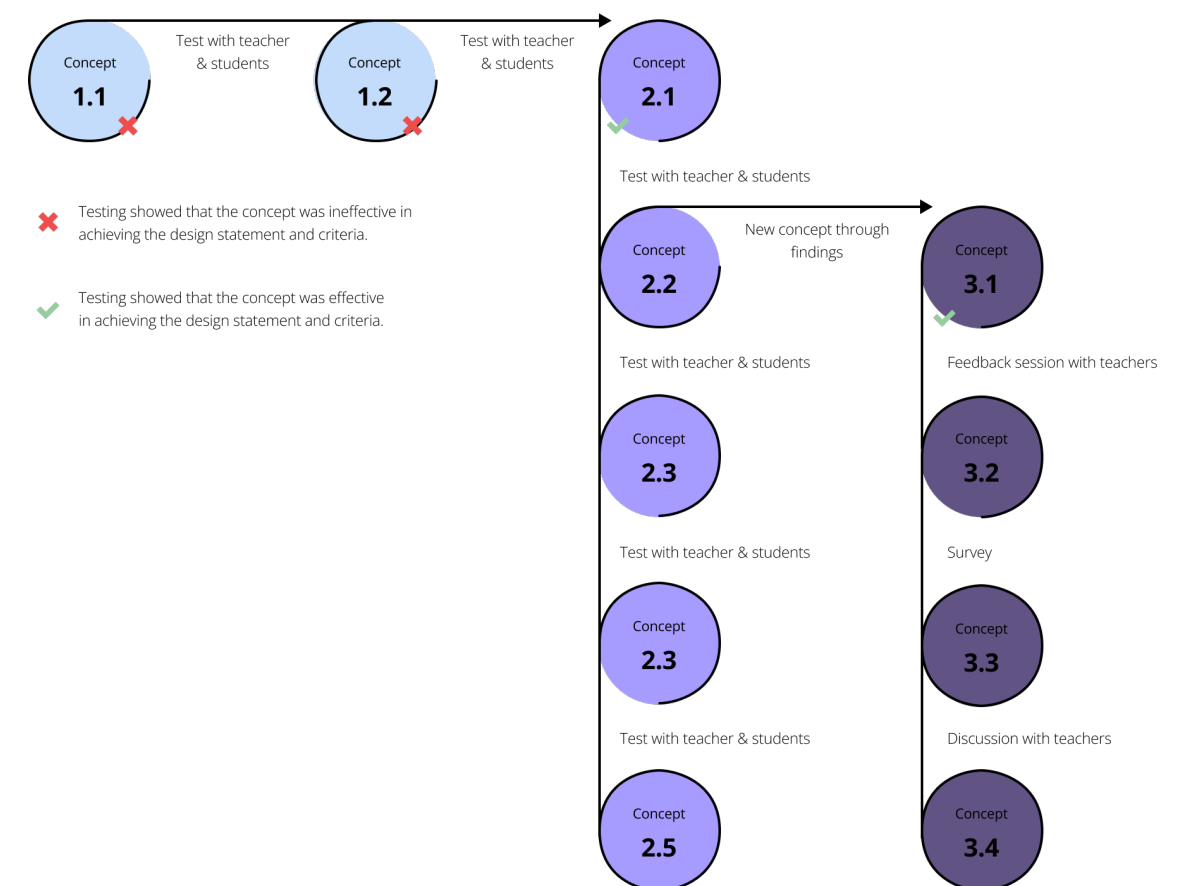 Concept
1.1
Test with teacher
& students
Concept
1.2
Test with teacher
& students
Concept
2.1
Testing showed that the concept was ineffective in
achieving the design statement and criteria.
Testing showed that the concept was effective
in achieving the design statement and criteria.
Test with teacher & students
Concept
2.2
New concept through
findings
Concept
3.1
Test with teacher & students
Feedback session with teachers
Concept
2.3
Concept
3.2
Test with teacher & students
Survey
Concept
2.3
Concept
3.3
Test with teacher & students
Discussion with teachers
Concept
2.5
Concept
3.4